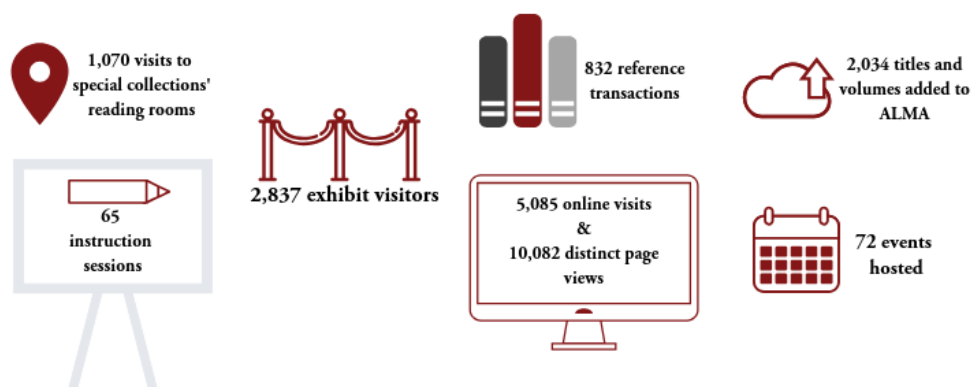 1,070 visits to
special collections'
reading rooms
832 reference
transactions
2,034 titles and
volumes added to
ALMA
2,837 exhibit visitors
65
instruction
sessions
5,085 online visits
&
10,082 distinct page
views
72 events
hosted